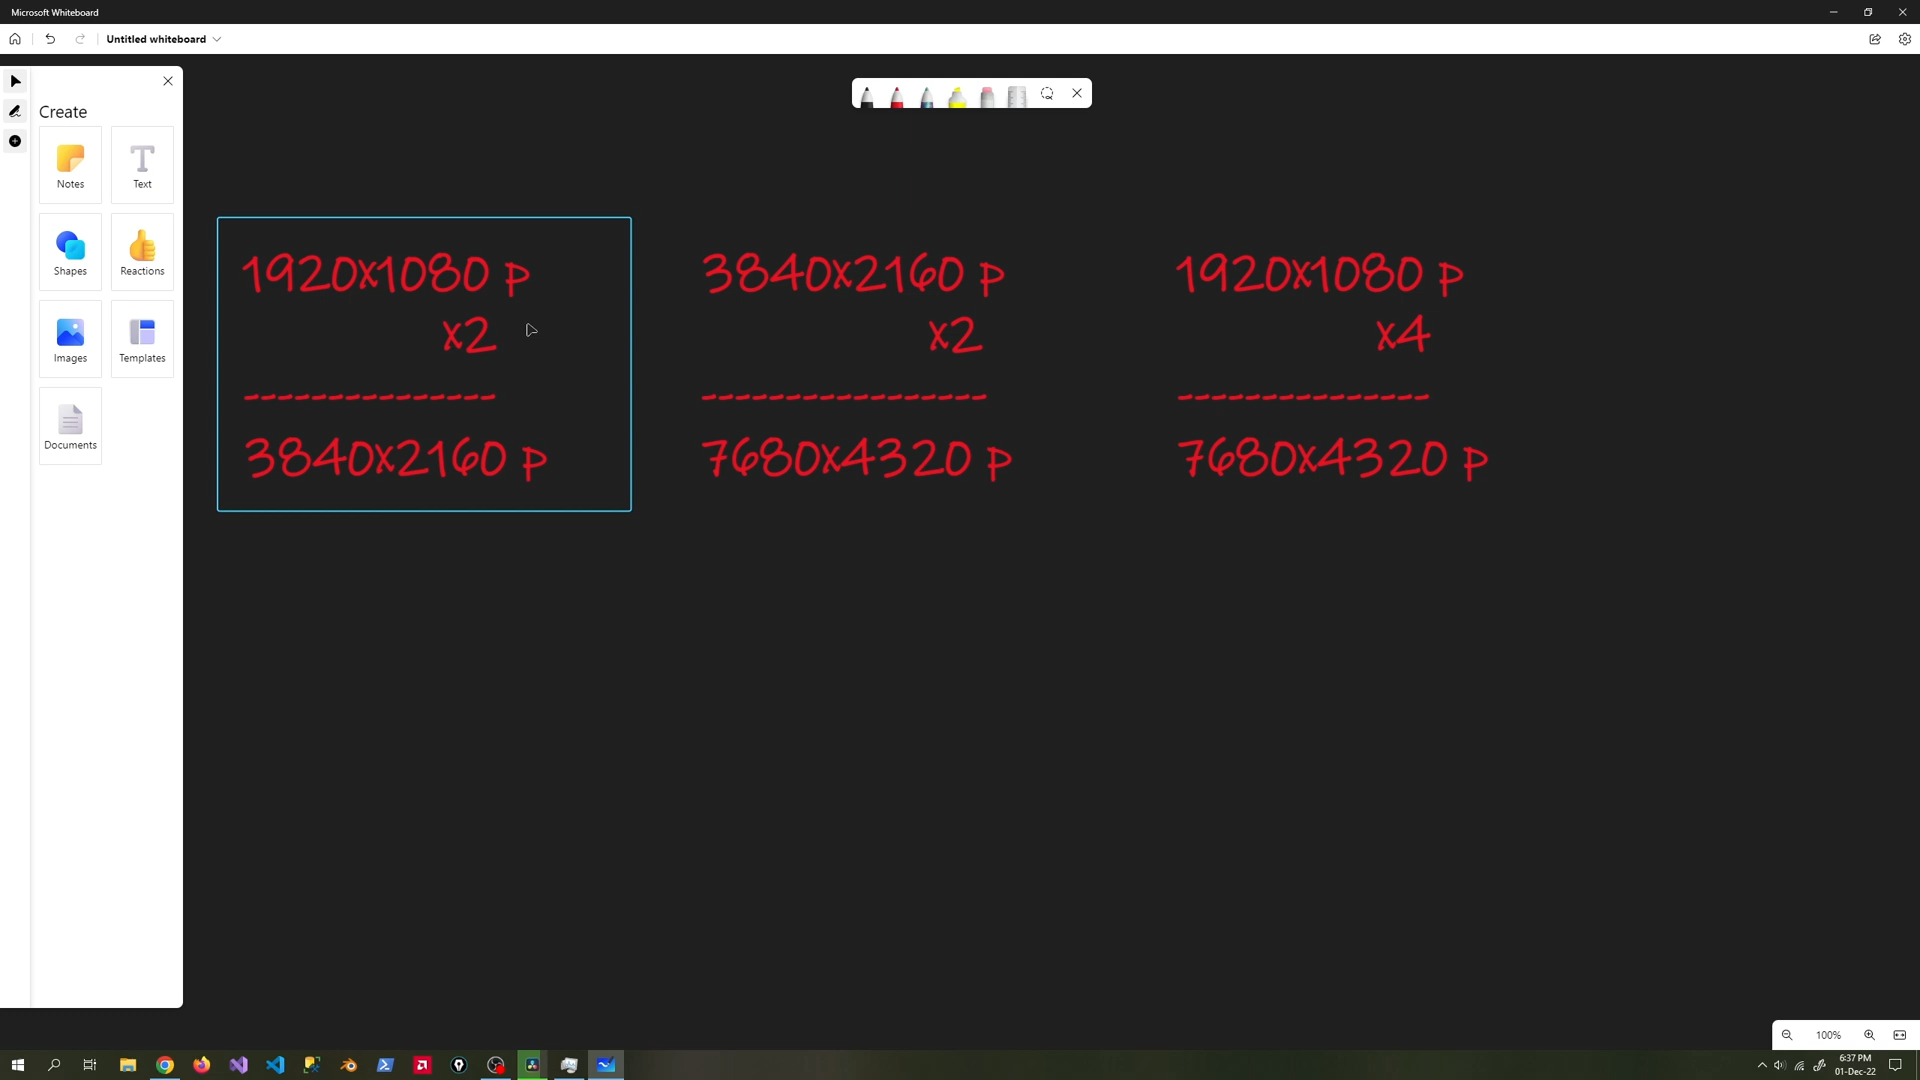 Microsoft Whiteboard
Untitled whiteboard
Create
Notes
Text
Shapes
Reactions
Images
Templates
Documents
1920x1080 p
x2
---------------
3840x2160 p
3840x2160 p
x2
-----------------
7680x4320 p
1920x1080 p
x4
---------------
7680x4320 p
100%
6:37 PM
01-Dec-22